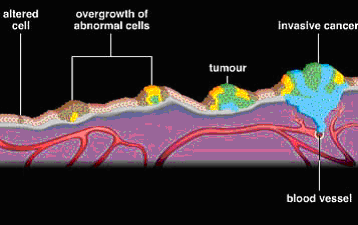 altered
cell
overgrowth of
abnormal cells
tumour
invasive cancer
blood vessel